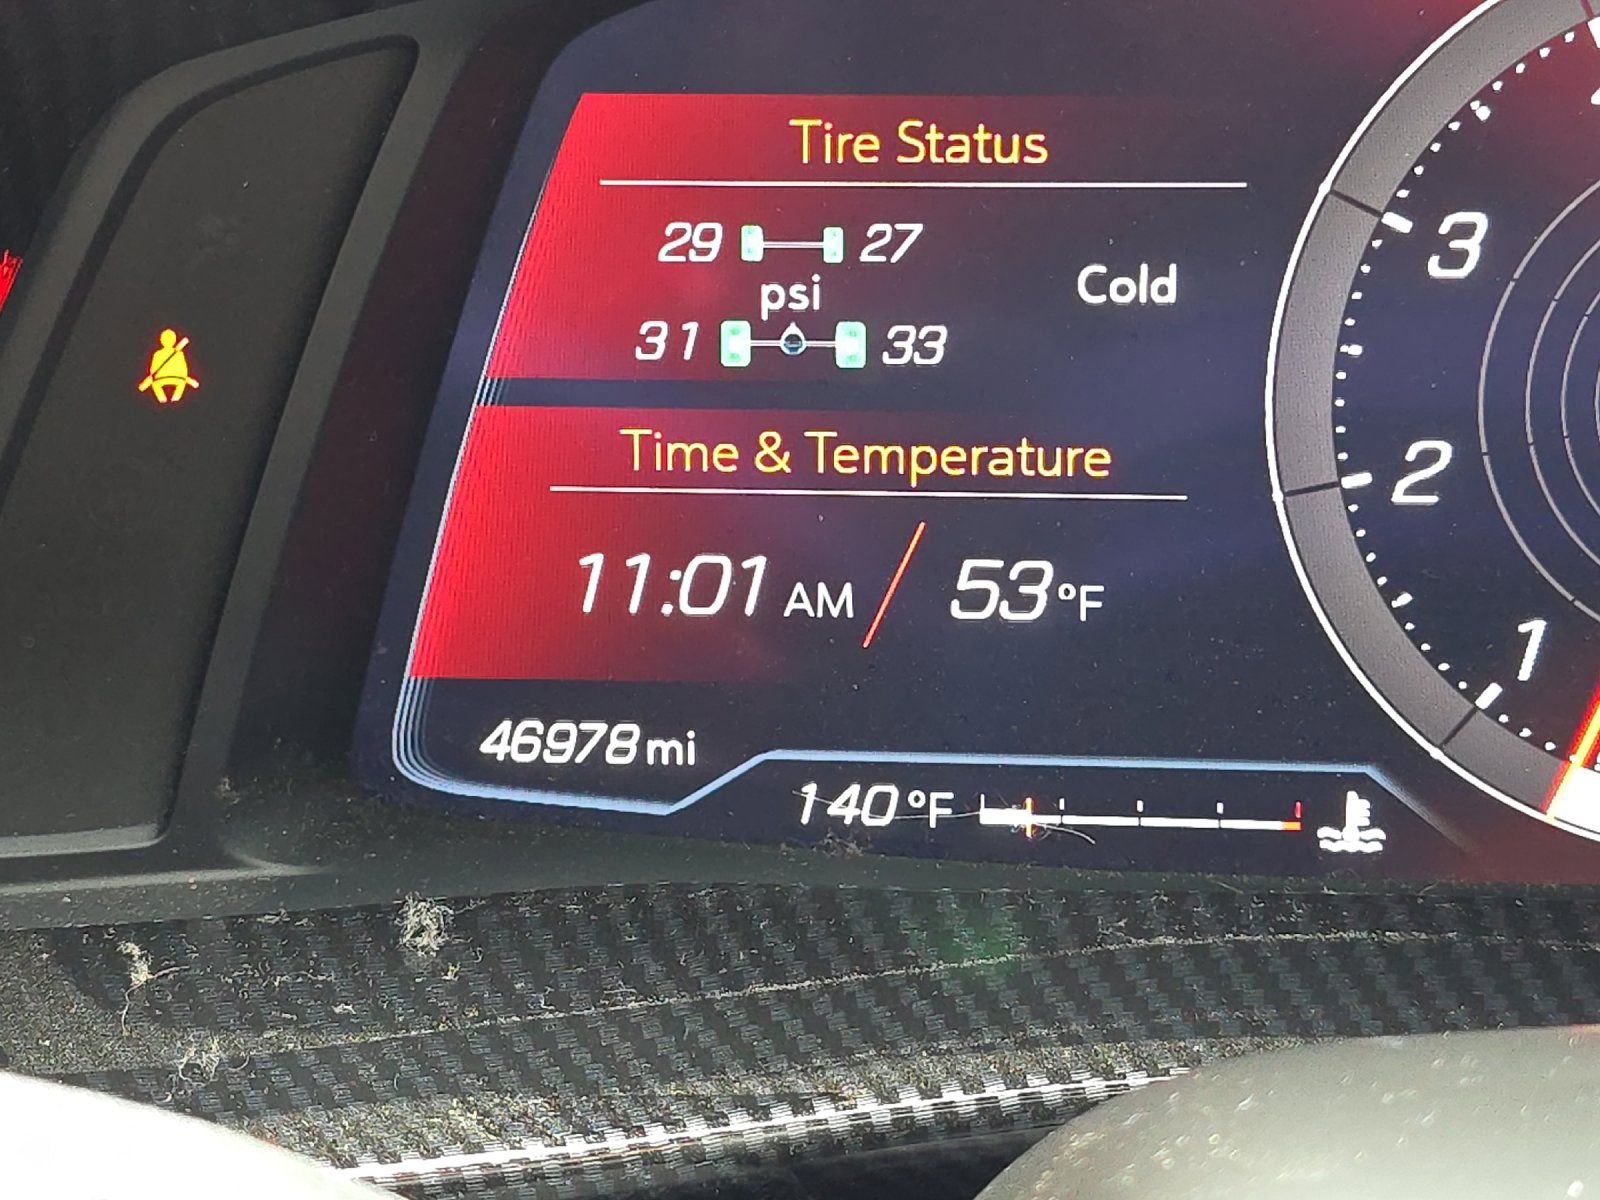 Tire Status
29 27
psi
Cold
31 33
Time & Temperature
11:01 AM / 53 °F
46978 mi
140 °F
3
2
1